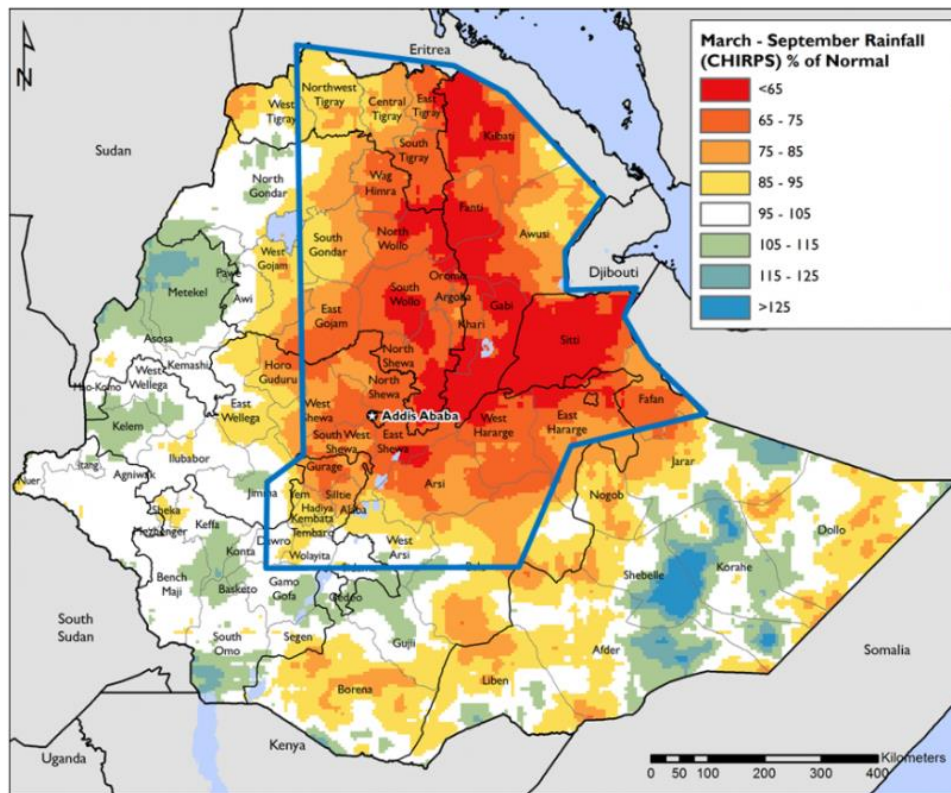 March - September Rainfall
(CHIRPS) % of Normal
<65
65 - 75
75 - 85
85 - 95
95 - 105
105 - 115
115 - 125
>125
N
Eritrea
Sudan
Djibouti
Somalia
South
Sudan
Uganda
Kenya
West
Tigray
Northwest
Tigray
Central
Tigray
East
Tigray
South
Tigray
Kilbati
North
Gondar
Wag
Himra
Fanti
Awusi
South
Gondar
North
Wollo
West
Gojam
Metekel
Pawe
Awi
East
Gojam
South
Wollo
Oromia
Argoba
Gabi
Khari
Sitti
Asosa
Kemashi
West
Wellega
Mao-Komo
Horo
Guduru
North
Shewa
North
Shewa
East
Wellega
West
Shewa
Addis Ababa
Kelem
South West
Shewa
East
Shewa
West
Hararge
East
Hararge
Fafan
Itang
Agniwak
Ilubabor
Nuer
Gurage
Arsi
Jarar
Jimma
Yem
Siltie
Hadiya
Alaba
Kembata
Tembaro
Nogob
Sheka
Mezhenger
Keffa
Dawro
Wolayita
West
Arsi
Konta
Dollo
Bench
Maji
Basketo
Gamo
Gofa
Gedeo
Shebelle
Korahe
South
Omo
Segen
Gujii
Afder
Borena
Liben
Kilometers
0 50 100 200 300 400